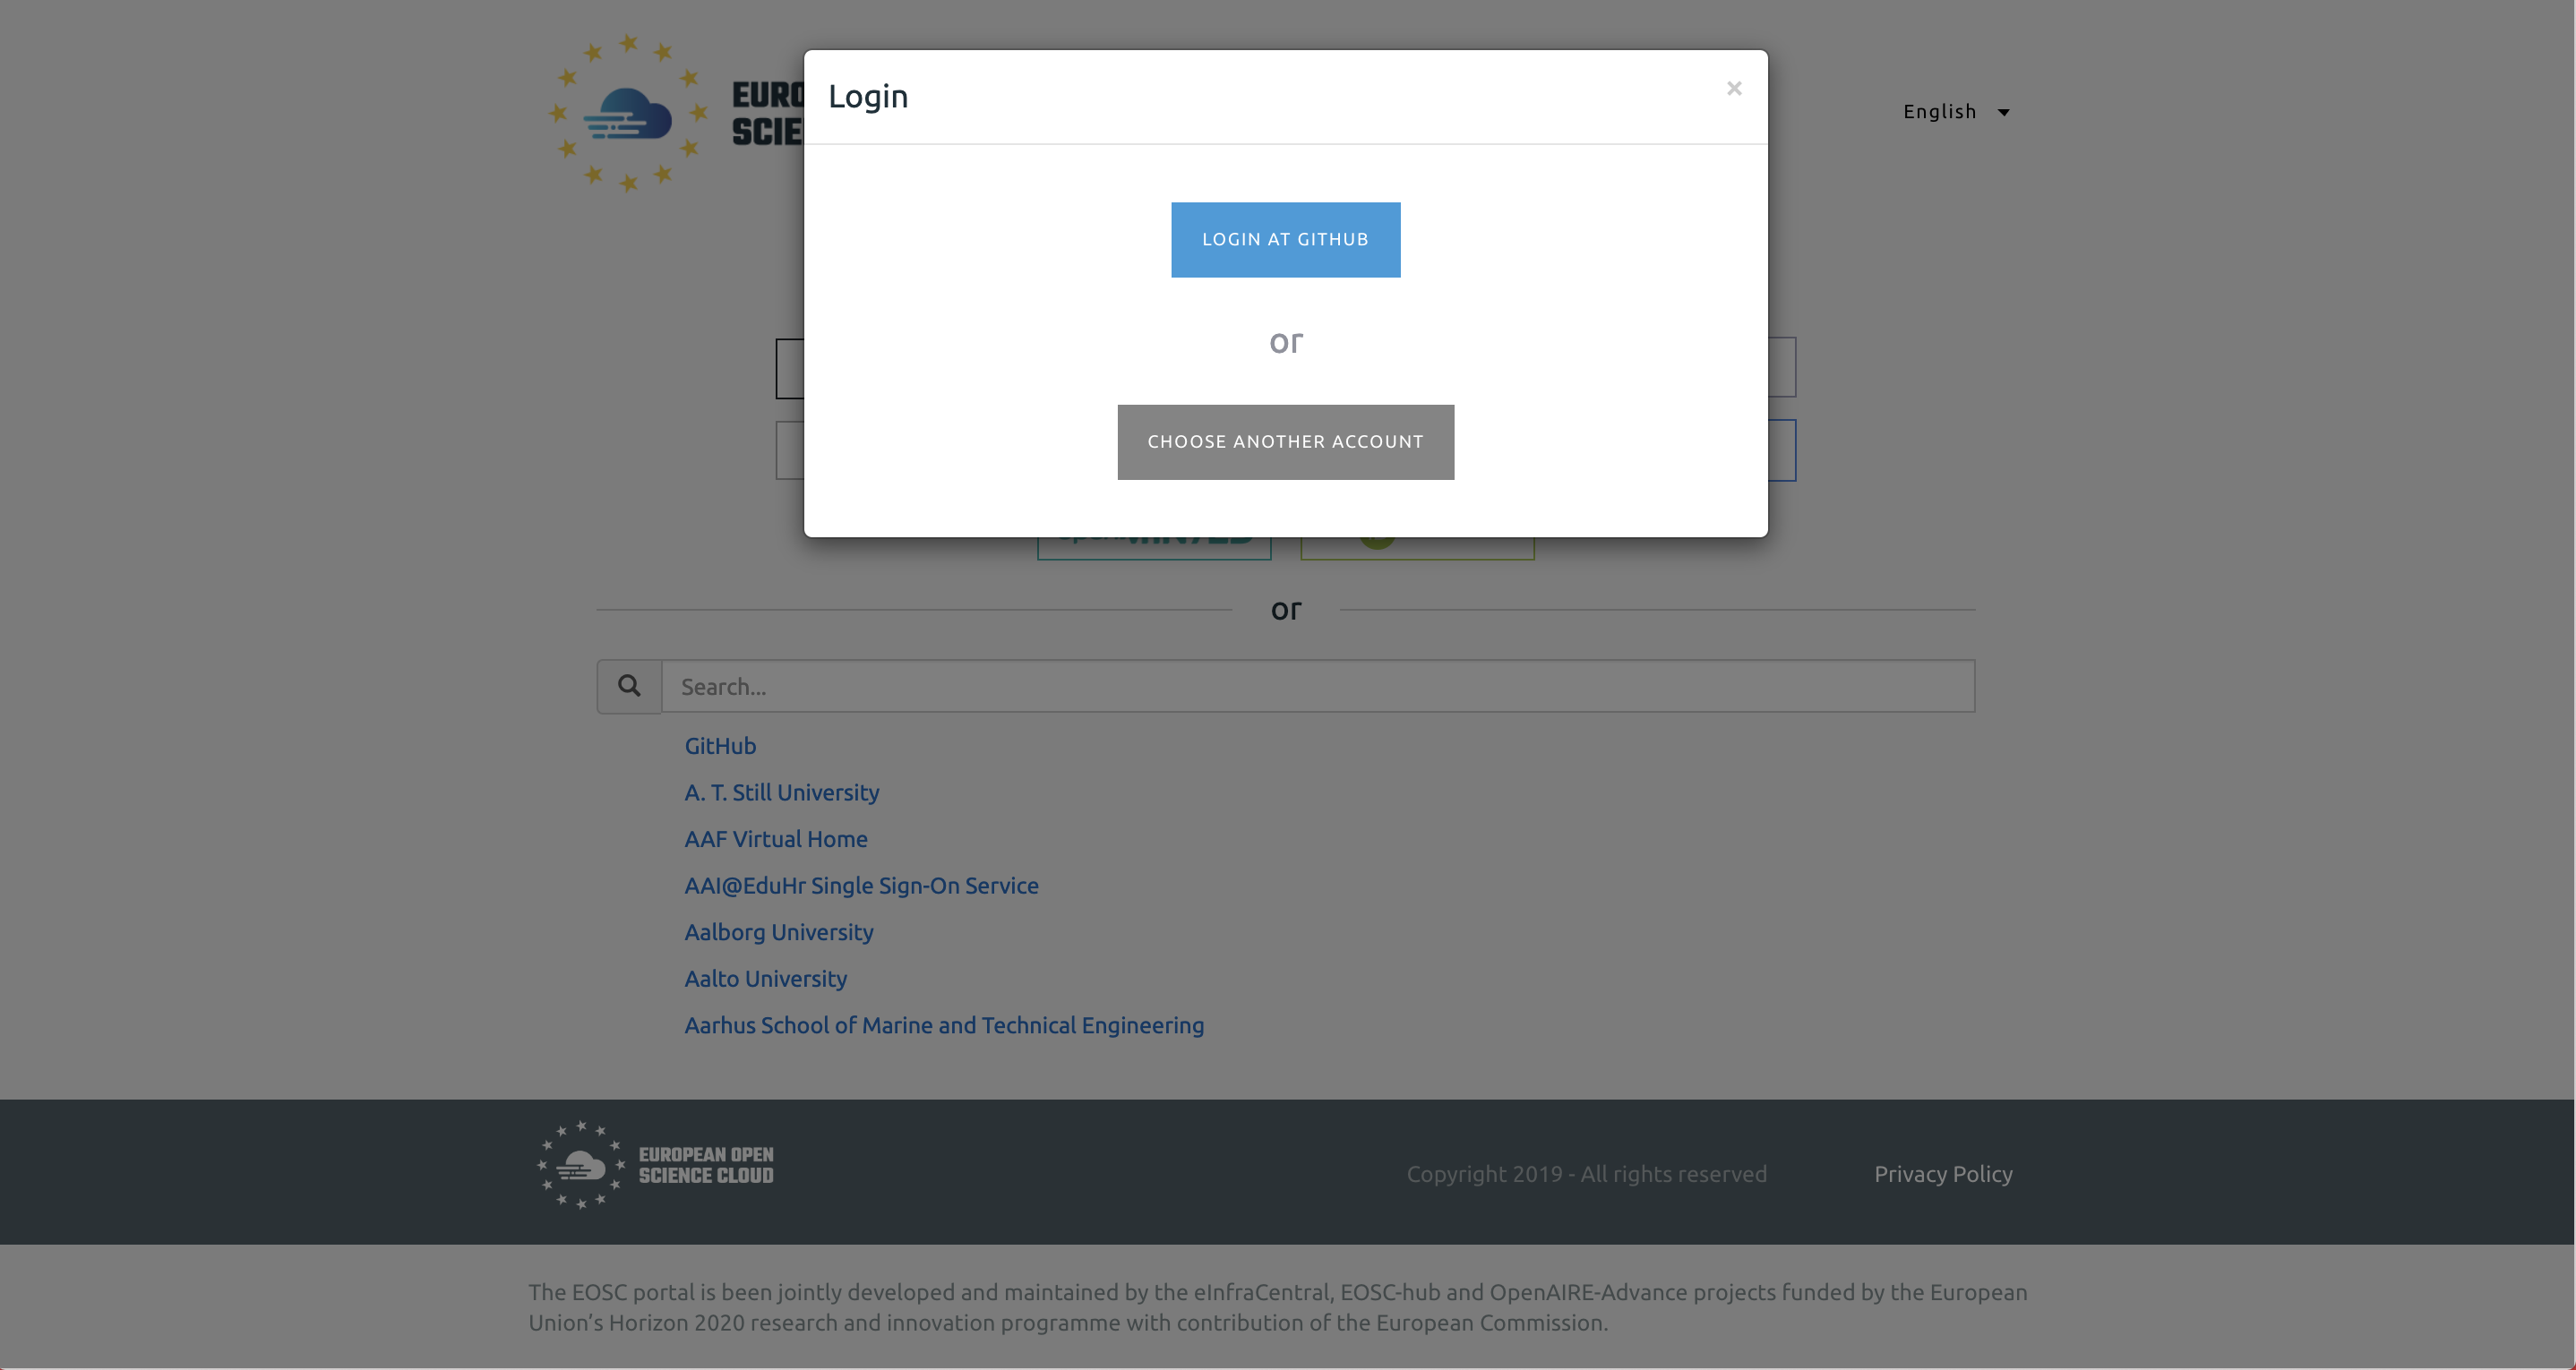 Login
×
English
LOGIN AT GITHUB
or
CHOOSE ANOTHER ACCOUNT
or
Search...
GitHub
A. T. Still University
AAF Virtual Home
AAI@EduHr Single Sign-On Service
Aalborg University
Aalto University
Aarhus School of Marine and Technical Engineering
EUROPEAN OPEN
SCIENCE CLOUD
Copyright 2019 - All rights reserved
Privacy Policy
The EOSC portal is been jointly developed and maintained by the eInfraCentral, EOSC-hub and OpenAIRE-Advance projects funded by the European
Union's Horizon 2020 research and innovation programme with contribution of the European Commission.